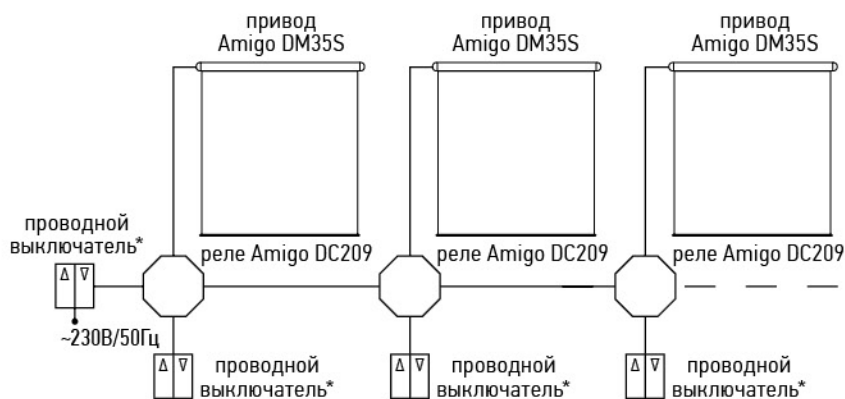 привод
Amigo DM35S
привод
Amigo DM35S
привод
Amigo DM35S
проводной
выключатель*
реле Amigo DC209
реле Amigo DC209
реле Amigo DC209
~230В/50Гц
проводной
выключатель*
проводной
выключатель*
проводной
выключатель*